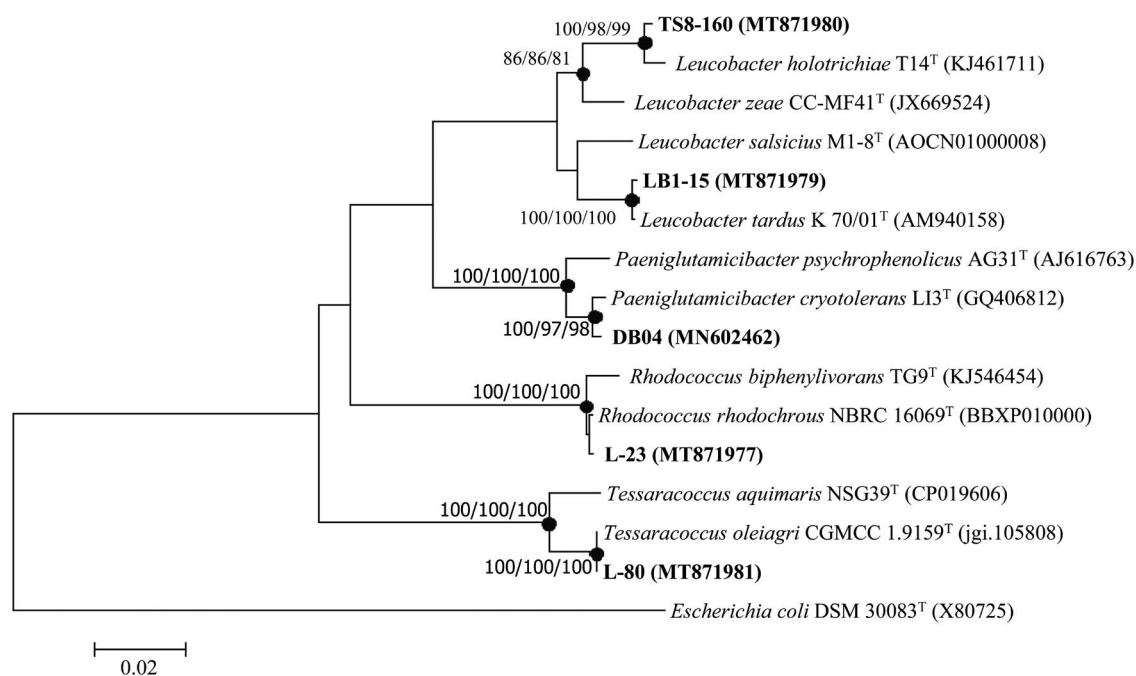 TS8-160 (MT871980)
100/98/99
Leucobacter holotrichiae T14ᵀ (KJ461711)
86/86/81
Leucobacter zeae CC-MF41ᵀ (JX669524)
Leucobacter salsicius M1-8ᵀ (AOCN01000008)
LB1-15 (MT871979)
100/100/100
Leucobacter tardus K 70/01ᵀ (AM940158)
Paeniglutamicibacter psychrophenolicus AG31ᵀ (AJ616763)
100/100/100
Paeniglutamicibacter cryotolerans LI3ᵀ (GQ406812)
100/97/98
DB04 (MN602462)
Rhodococcus biphenylivorans TG9ᵀ (KJ546454)
100/100/100
Rhodococcus rhodochrous NBRC 16069ᵀ (BBXP010000)
L-23 (MT871977)
Tessaracoccus aquimaris NSG39ᵀ (CP019606)
100/100/100
Tessaracoccus oleiagri CGMCC 1.9159ᵀ (jgi.105808)
100/100/100
L-80 (MT871981)
Escherichia coli DSM 30083ᵀ (X80725)
0.02